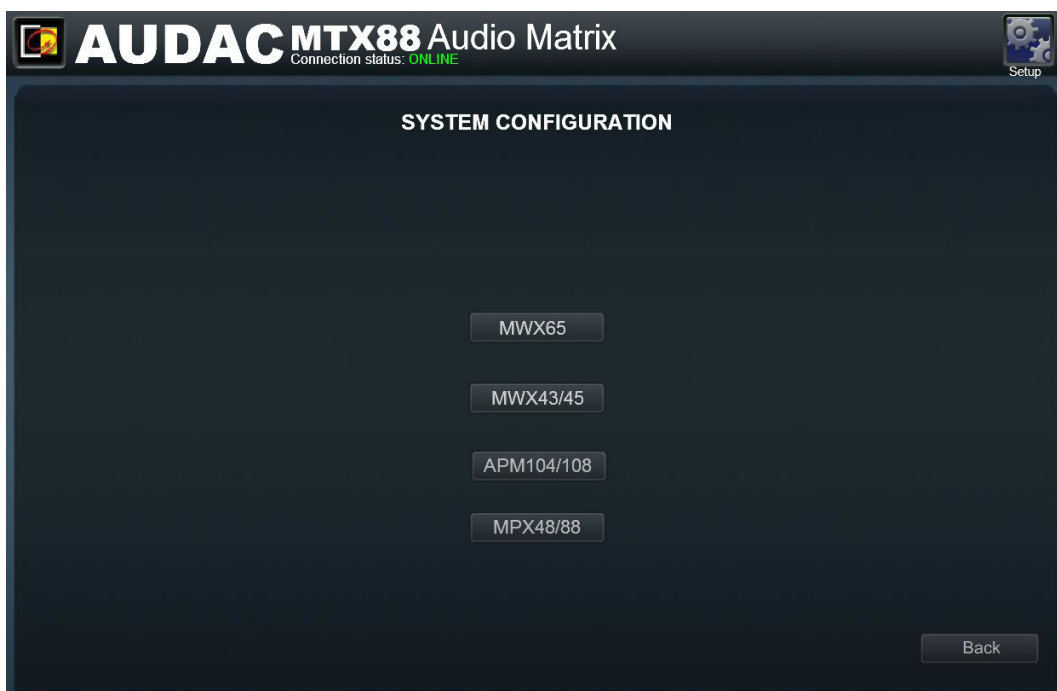 AUDAC MTX88 Audio Matrix
Connection status: ONLINE
Setup
SYSTEM CONFIGURATION
MWX65
MWX43/45
APM104/108
MPX48/88
Back